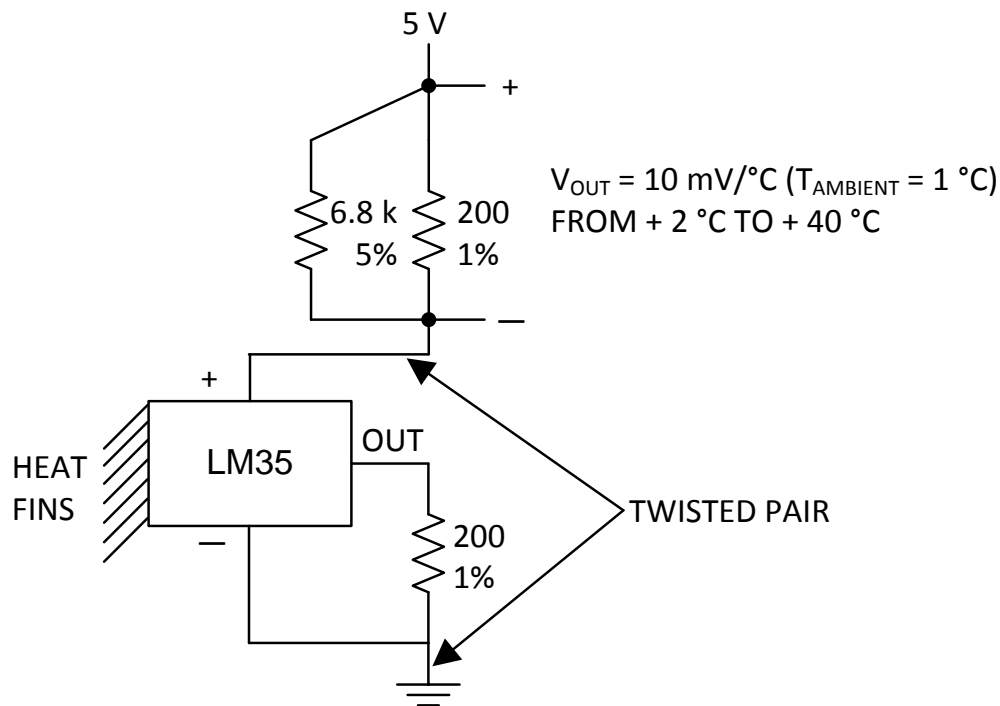 5 V
+
6.8 k
5%
200
1%
V_OUT = 10 mV/°C (T_AMBIENT = 1 °C)
FROM + 2 °C TO + 40 °C
—
+
LM35
OUT
HEAT
FINS
—
200
1%
TWISTED PAIR